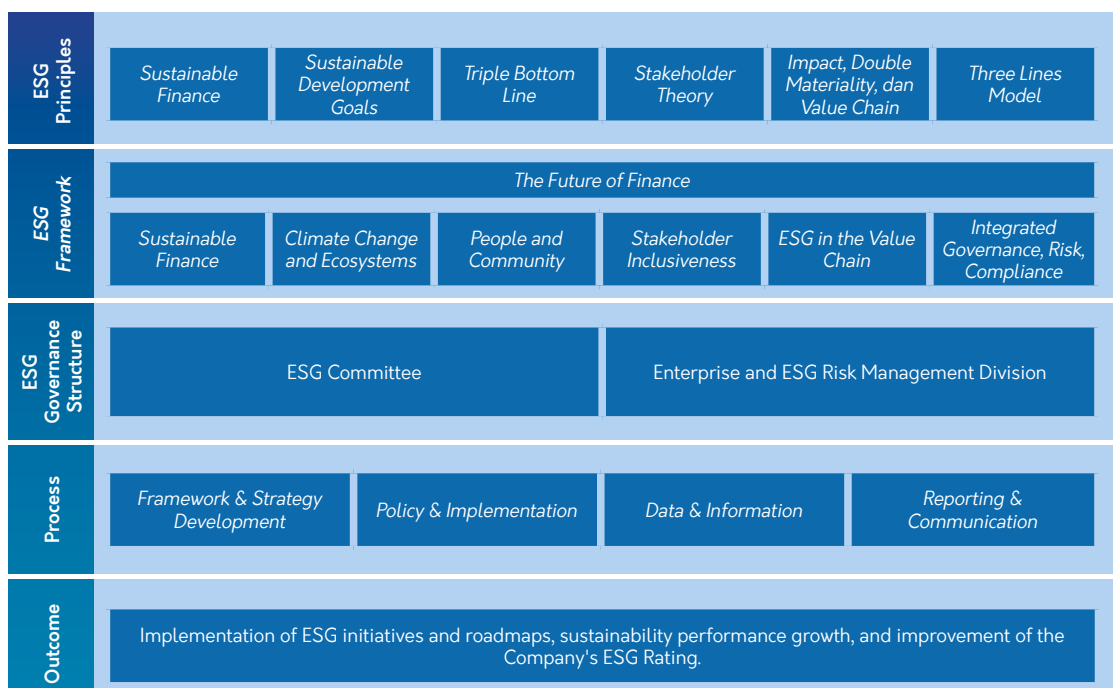 ESG
Principles
Sustainable
Finance
Sustainable
Development
Goals
Triple Bottom
Line
Stakeholder
Theory
Impact, Double
Materiality, dan
Value Chain
Three Lines
Model
ESG
Framework
The Future of Finance
Sustainable
Finance
Climate Change
and Ecosystems
People and
Community
Stakeholder
Inclusiveness
ESG in the Value
Chain
Integrated
Governance, Risk,
Compliance
ESG
Governance
Structure
ESG Committee
Enterprise and ESG Risk Management Division
Process
Framework & Strategy
Development
Policy & Implementation
Data & Information
Reporting &
Communication
Outcome
Implementation of ESG initiatives and roadmaps, sustainability performance growth, and improvement of the
Company's ESG Rating.